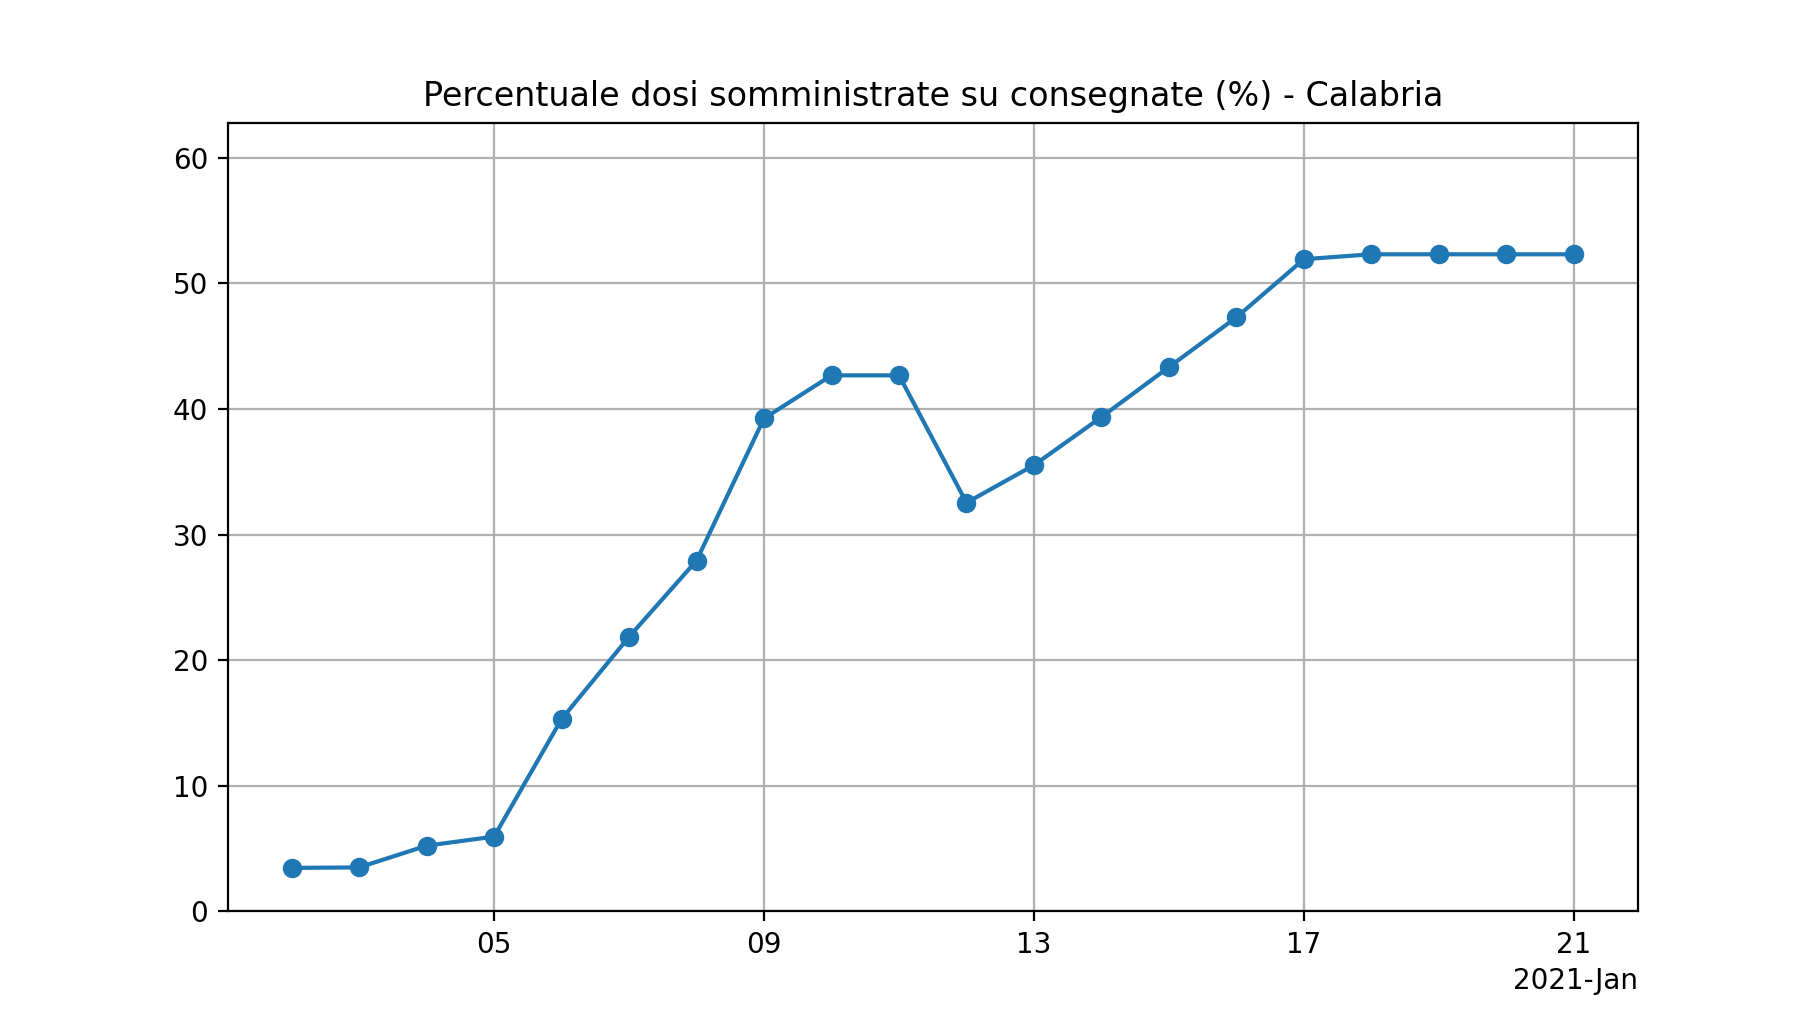 Percentuale dosi somministrate su consegnate (%) - Calabria
60
50
40
30
20
10
0
05 09 13 17 21
2021-Jan